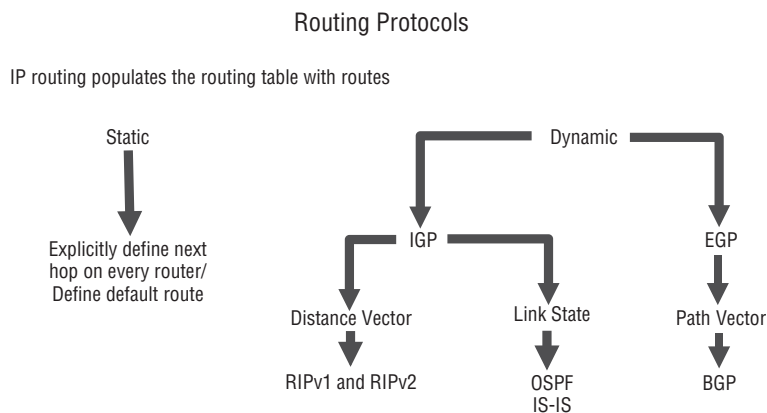 Routing Protocols
IP routing populates the routing table with routes
Static
Dynamic
Explicitly define next
hop on every router/
Define default route
IGP
EGP
Distance Vector
Link State
Path Vector
RIPv1 and RIPv2
OSPF
IS-IS
BGP